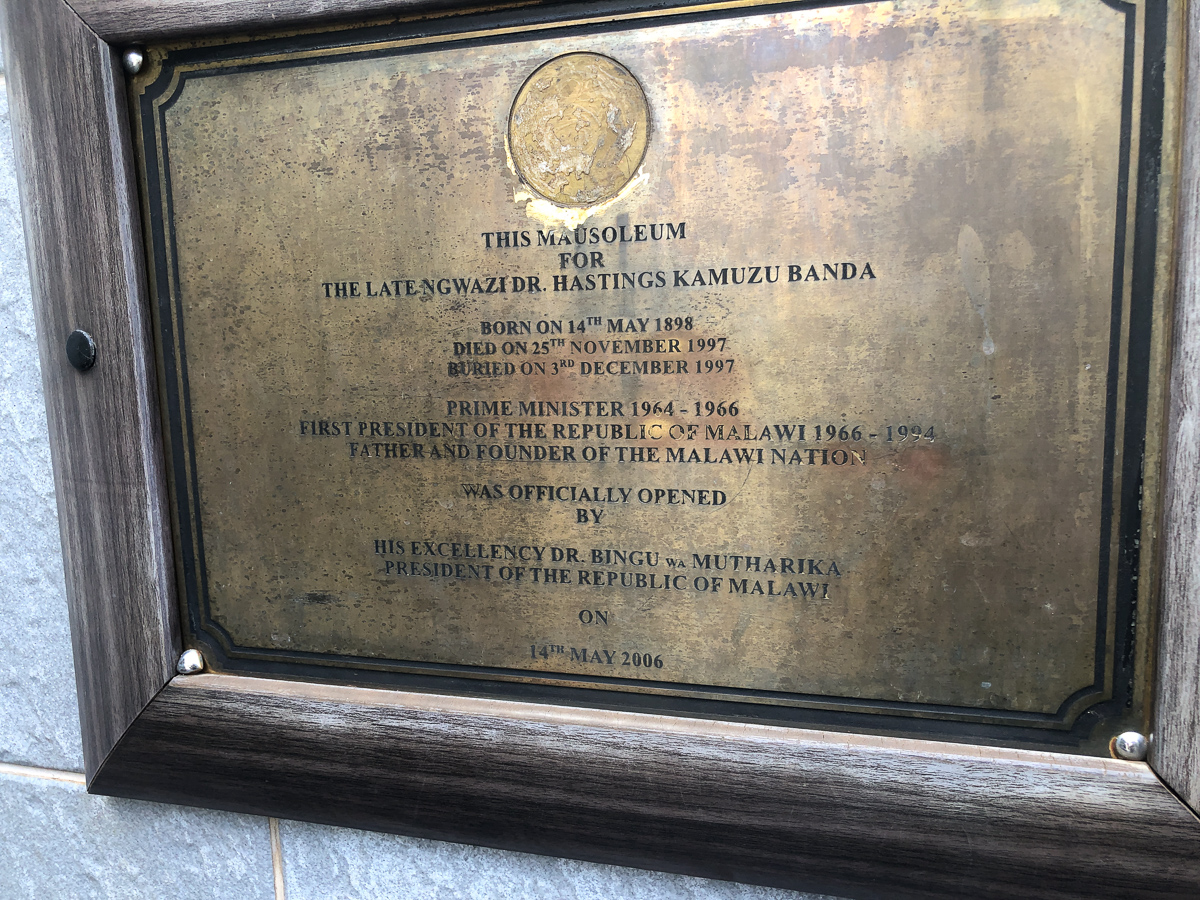 THIS MAUSOLEUM
FOR
THE LATE NGWAZI DR. HASTINGS KAMUZU BANDA
BORN ON 14TH MAY 1898
DIED ON 25TH NOVEMBER 1997
BURIED ON 3RD DECEMBER 1997
PRIME MINISTER 1964 - 1966
FIRST PRESIDENT OF THE REPUBLIC OF MALAWI 1966 - 1994
FATHER AND FOUNDER OF THE MALAWI NATION
WAS OFFICIALLY OPENED
BY
HIS EXCELLENCY DR. BINGU WA MUTHARIKA
PRESIDENT OF THE REPUBLIC OF MALAWI
ON
14TH MAY 2006